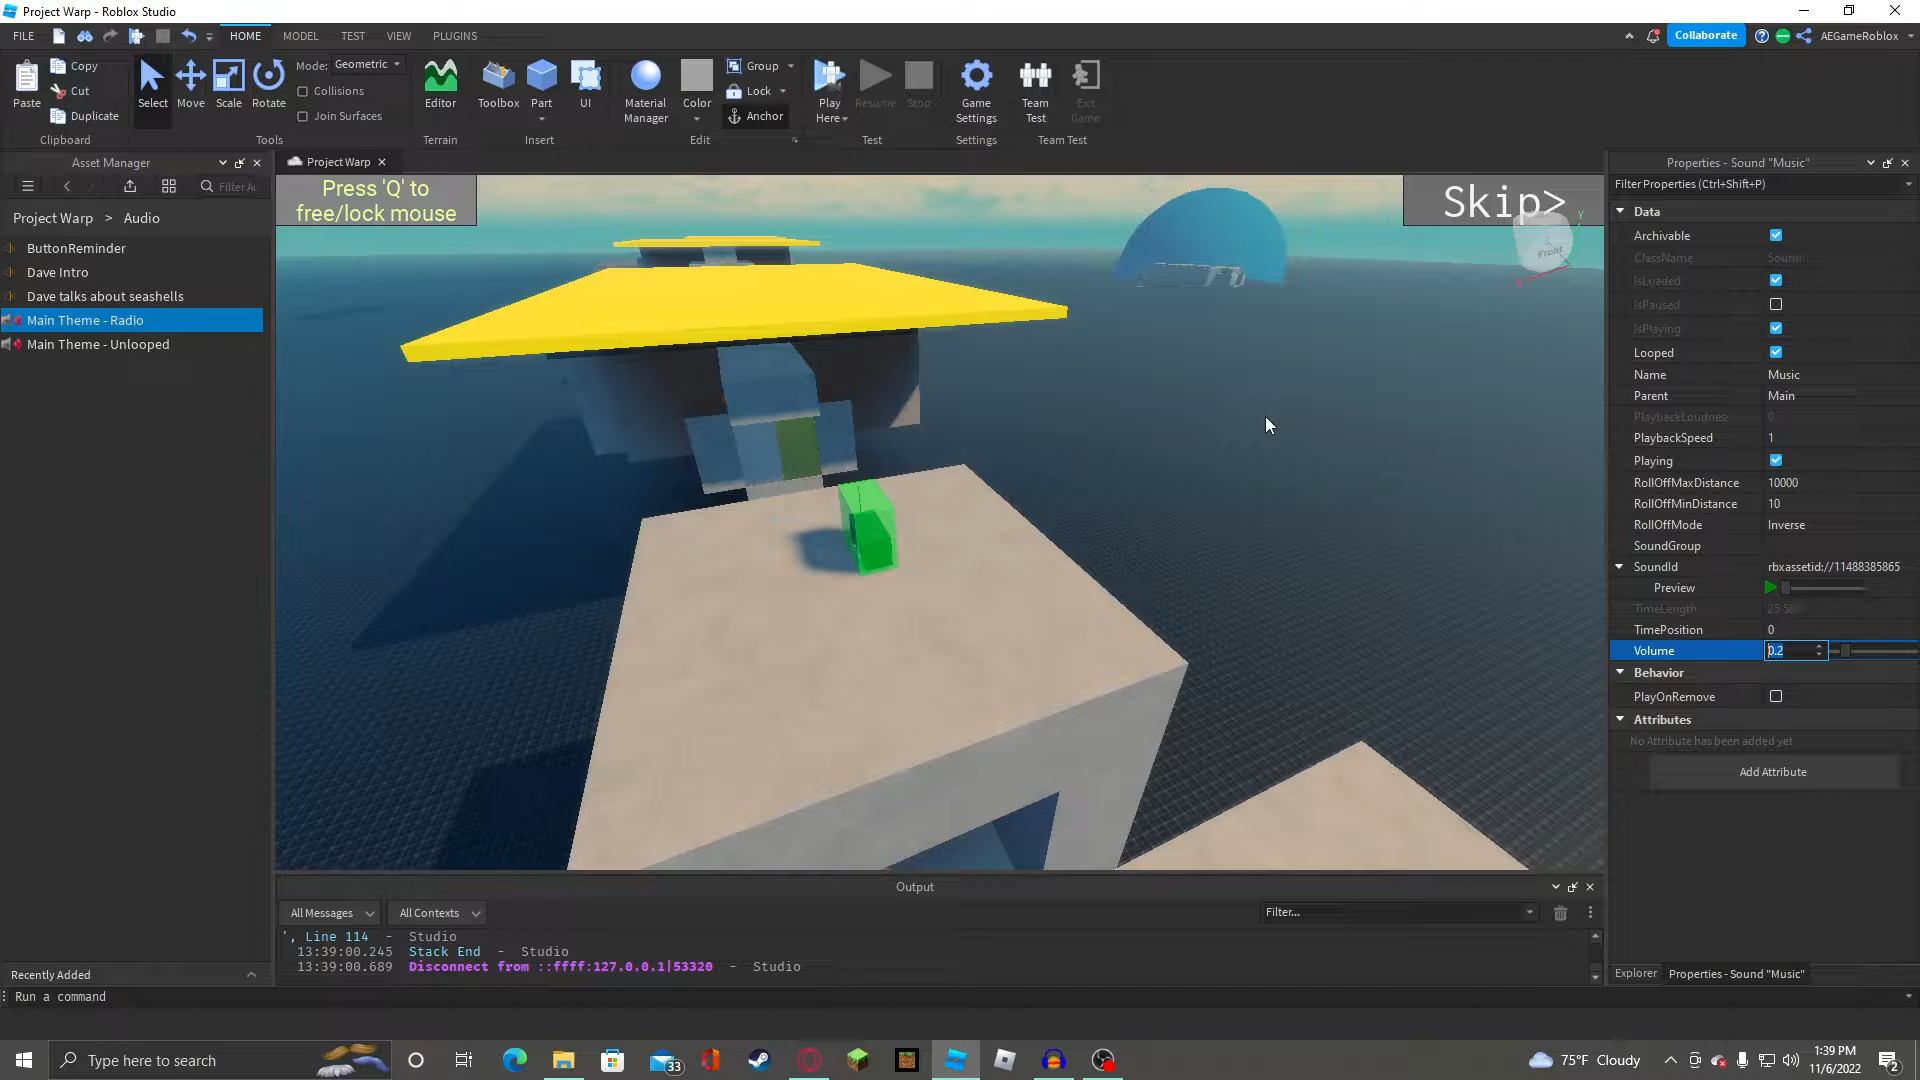 Project Warp - Roblox Studio
FILE
HOME
MODEL
TEST
VIEW
PLUGINS
Collaborate
AEGameRoblox
Paste
Copy
Cut
Duplicate
Clipboard
Select
Move
Scale
Rotate
Mode:
Geometric
Collisions
Join Surfaces
Tools
Editor
Terrain
Toolbox
Part
UI
Insert
Material
Manager
Color
Group
Lock
Anchor
Edit
Play
Here
Resume
Stop
Test
Game
Settings
Settings
Team
Test
Exit
Game
Team Test
Asset Manager
Filter
Project Warp > Audio
ButtonReminder
Dave Intro
Dave talks about seashells
Main Theme - Radio
Main Theme - Unlooped
Recently Added
Project Warp
Press 'Q' to
free/lock mouse
Skip>
Front
Y
X
Output
All Messages
All Contexts
Filter...
', Line 114 - Studio
13:39:00.245 Stack End - Studio
13:39:00.689 Disconnect from ::ffff:127.0.0.1|53320 - Studio
Run a command
Properties - Sound "Music"
Filter Properties (Ctrl+Shift+P)
Data
Archivable
ClassName
IsLoaded
IsPaused
IsPlaying
Looped
Name Music
Parent Main
PlaybackLoudnes 0
PlaybackSpeed 1
Playing
RollOffMaxDistance 10000
RollOffMinDistance 10
RollOffMode Inverse
SoundGroup
SoundId rbxassetid://11488385865
Preview
TimeLength
TimePosition 0
Volume 0.2
Behavior
PlayOnRemove
Attributes
No Attribute has been added yet
Add Attribute
Explorer
Properties - Sound "Music"
Type here to search
33
75°F Cloudy
1:39 PM
11/6/2022
2